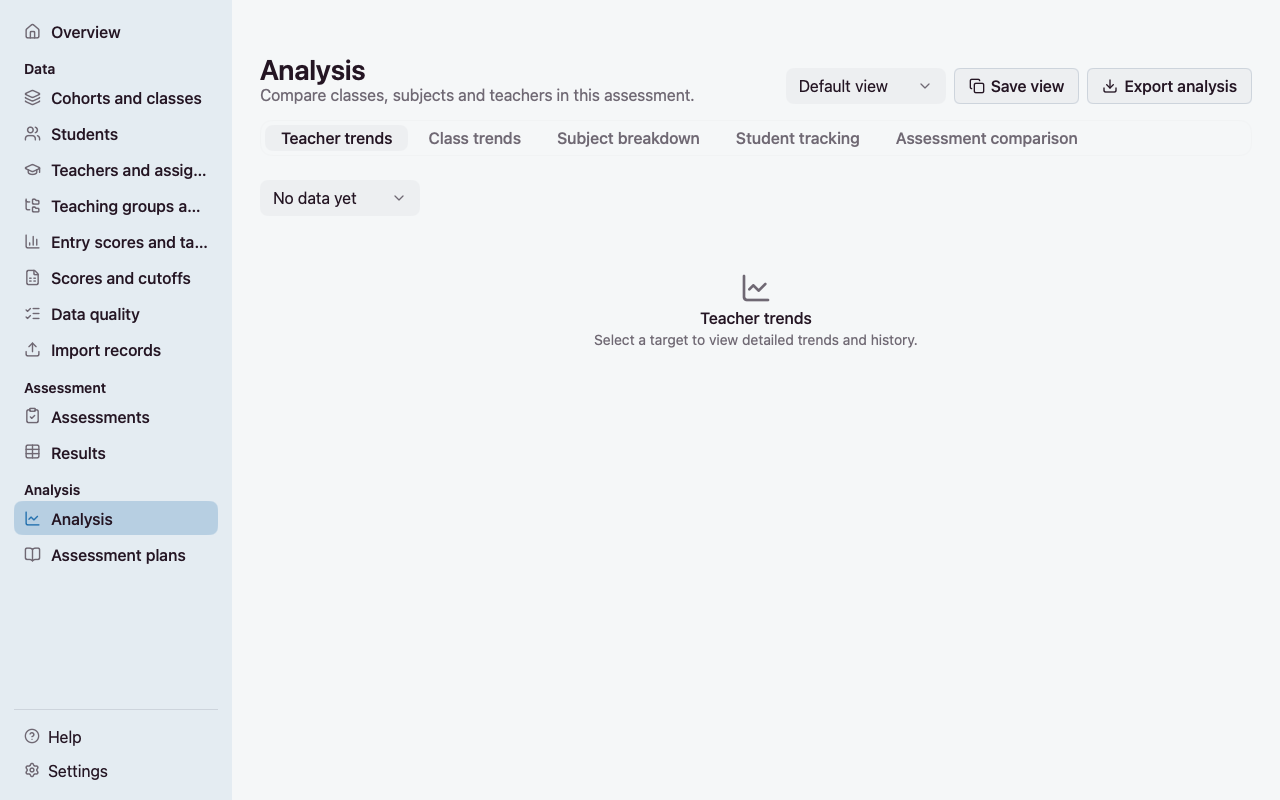 Overview
Data
Cohorts and classes
Students
Teachers and assig...
Teaching groups a...
Entry scores and ta...
Scores and cutoffs
Data quality
Import records
Assessment
Assessments
Results
Analysis
Analysis
Assessment plans
Help
Settings
Analysis
Compare classes, subjects and teachers in this assessment.
Default view
Save view
Export analysis
Teacher trends
Class trends
Subject breakdown
Student tracking
Assessment comparison
No data yet
Teacher trends
Select a target to view detailed trends and history.